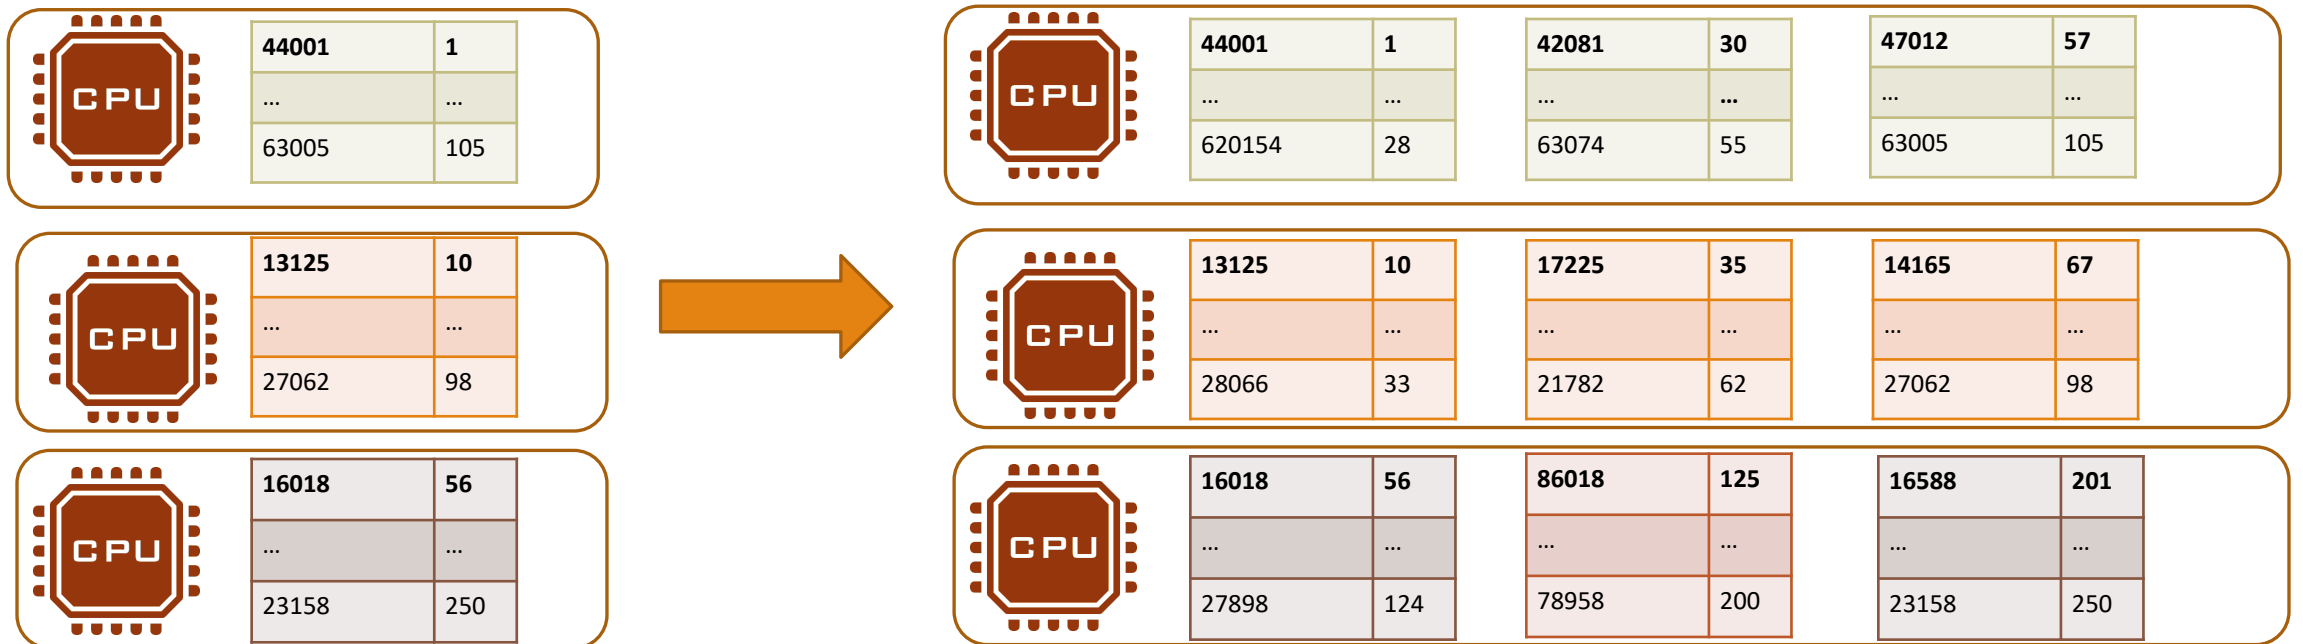 44001 1
... ...
63005 105
CPU
13125 10
... ...
27062 98
CPU
16018 56
... ...
23158 250
CPU
44001 1 42081 30 47012 57
... ... ... ... ... ...
620154 28 63074 55 63005 105
CPU
13125 10 17225 35 14165 67
... ... ... ... ... ...
28066 33 21782 62 27062 98
CPU
16018 56 86018 125 16588 201
... ... ... ... ... ...
27898 124 78958 200 23158 250
CPU